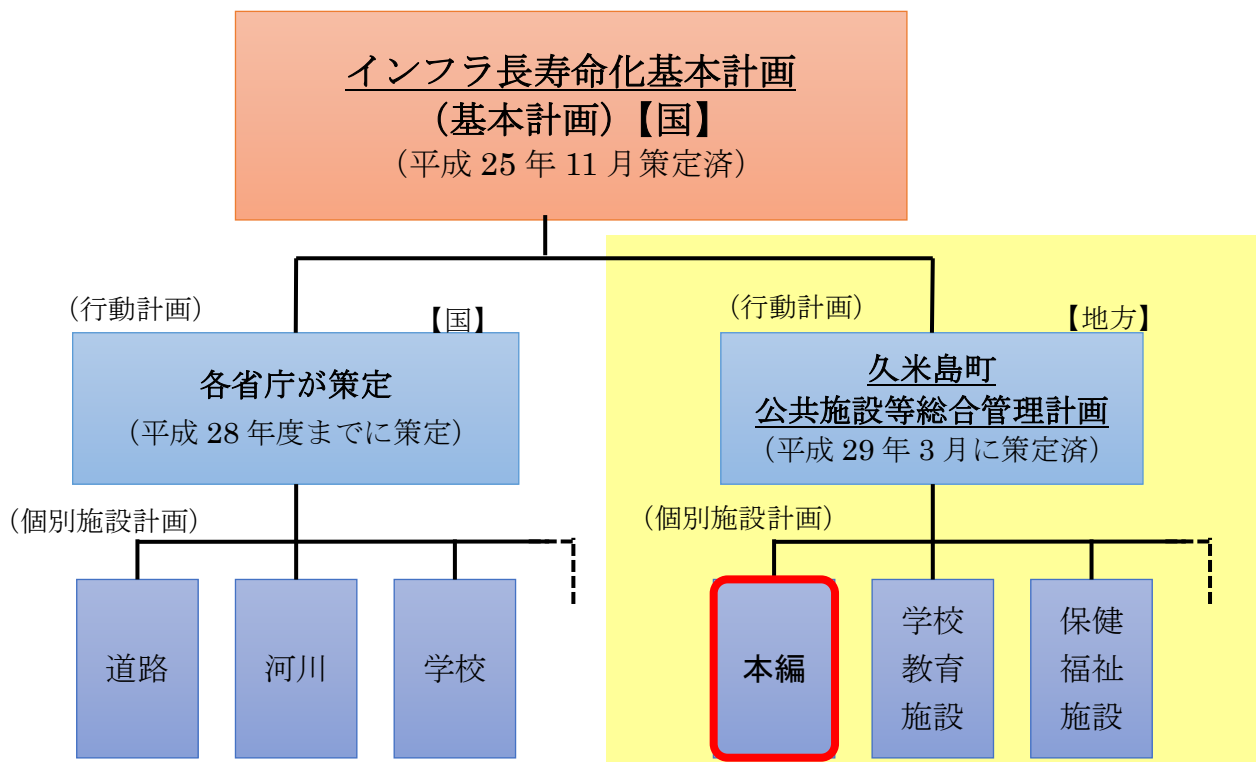 インフラ長寿命化基本計画
(基本計画)【国】
(平成 25 年 11 月策定済)
(行動計画)
【国】
各省庁が策定
(平成 28 年度までに策定)
(個別施設計画)
道路
河川
学校
(行動計画)
【地方】
久米島町
公共施設等総合管理計画
(平成 29 年 3 月に策定済)
(個別施設計画)
本編
学校
教育
施設
保健
福祉
施設